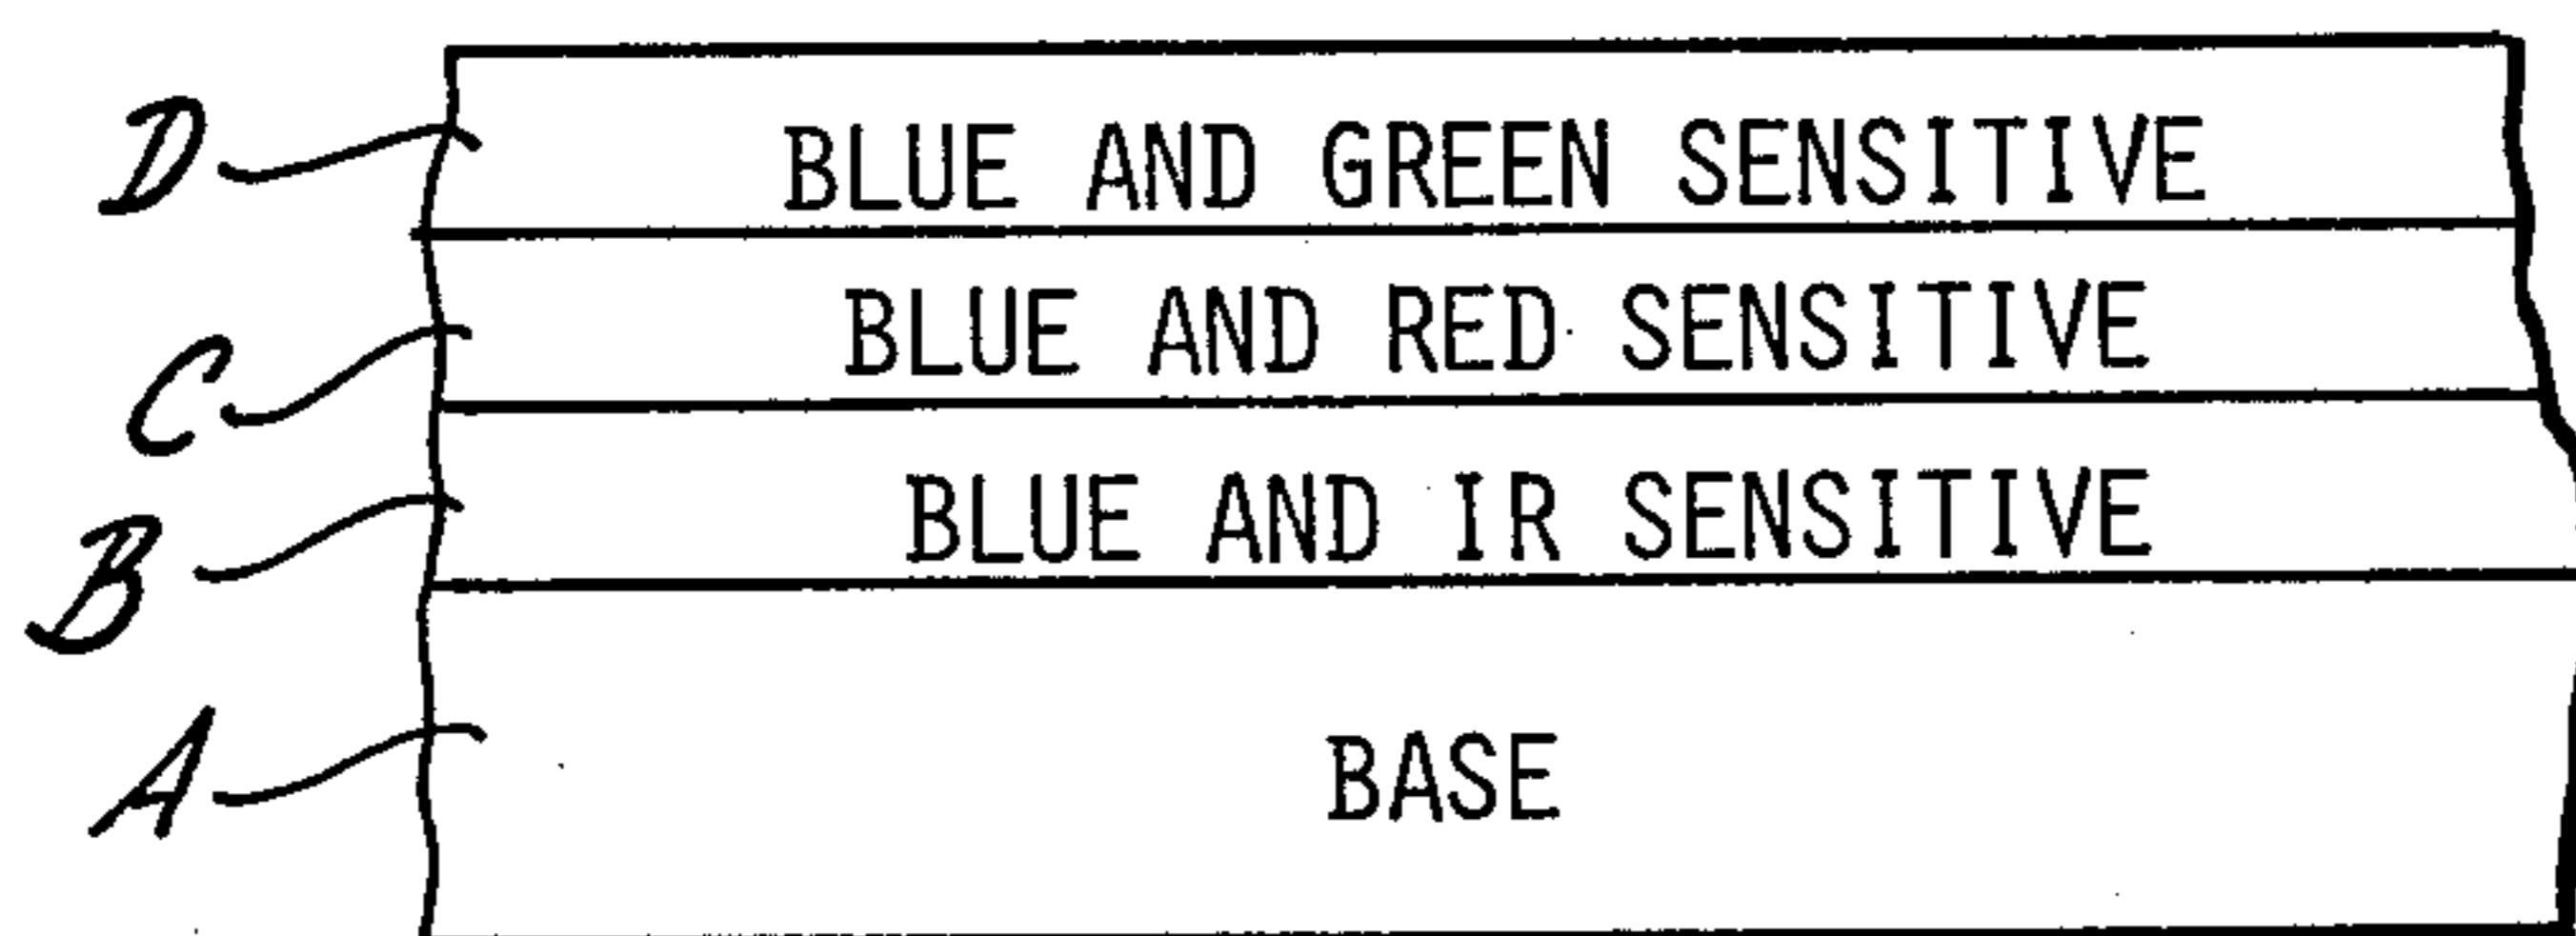 D BLUE AND GREEN SENSITIVE
C BLUE AND RED SENSITIVE
B BLUE AND IR SENSITIVE
A BASE